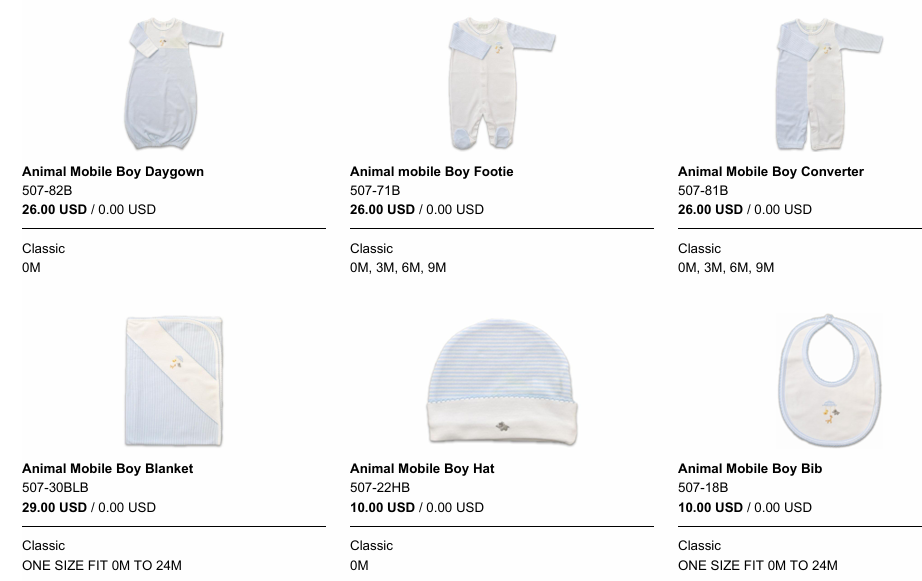 Animal Mobile Boy Daygown
507-82B
26.00 USD / 0.00 USD
Classic
0M
Animal mobile Boy Footie
507-71B
26.00 USD / 0.00 USD
Classic
0M, 3M, 6M, 9M
Animal Mobile Boy Converter
507-81B
26.00 USD / 0.00 USD
Classic
0M, 3M, 6M, 9M
Animal Mobile Boy Blanket
507-30BLB
29.00 USD / 0.00 USD
Classic
ONE SIZE FIT 0M TO 24M
Animal Mobile Boy Hat
507-22HB
10.00 USD / 0.00 USD
Classic
0M
Animal Mobile Boy Bib
507-18B
10.00 USD / 0.00 USD
Classic
ONE SIZE FIT 0M TO 24M